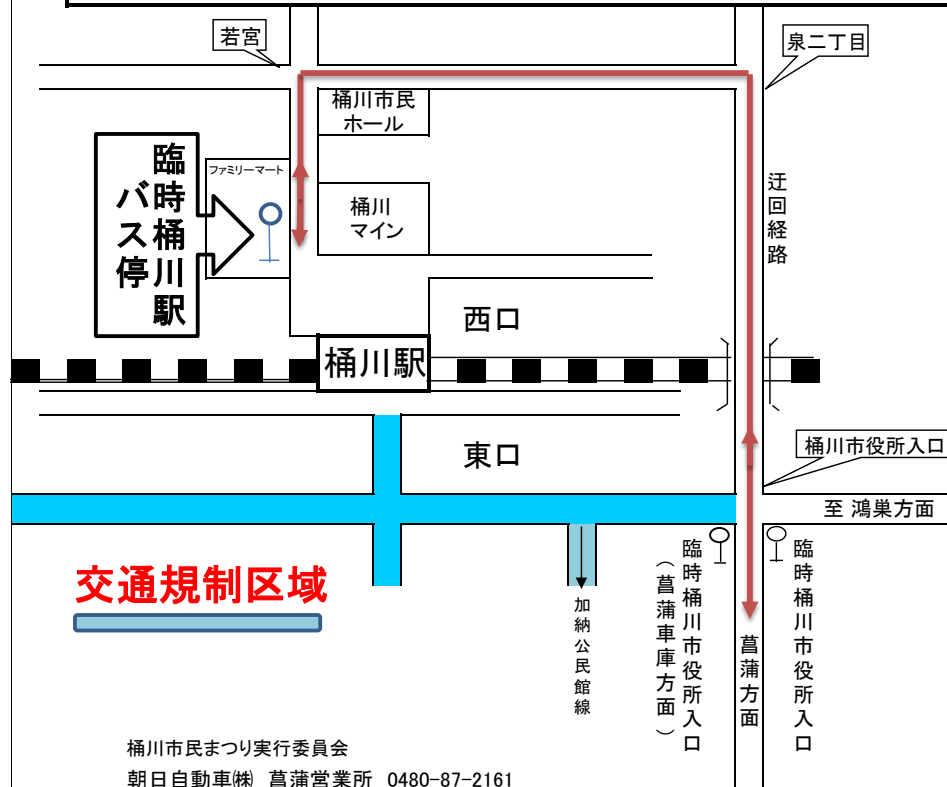 若宮
泉二丁目
桶川市民
ホール
臨時桶川駅
バス停
ファミリーマート
桶川
マイン
迂回経路
西口
桶川駅
東口
桶川市役所入口
至 鴻巣方面
交通規制区域
加納公民館線
臨時桶川市役所入口
（菖蒲車庫方面）
菖蒲方面
臨時桶川市役所入口
桶川市民まつり実行委員会
朝日自動車㈱ 菖蒲営業所 0480-87-2161